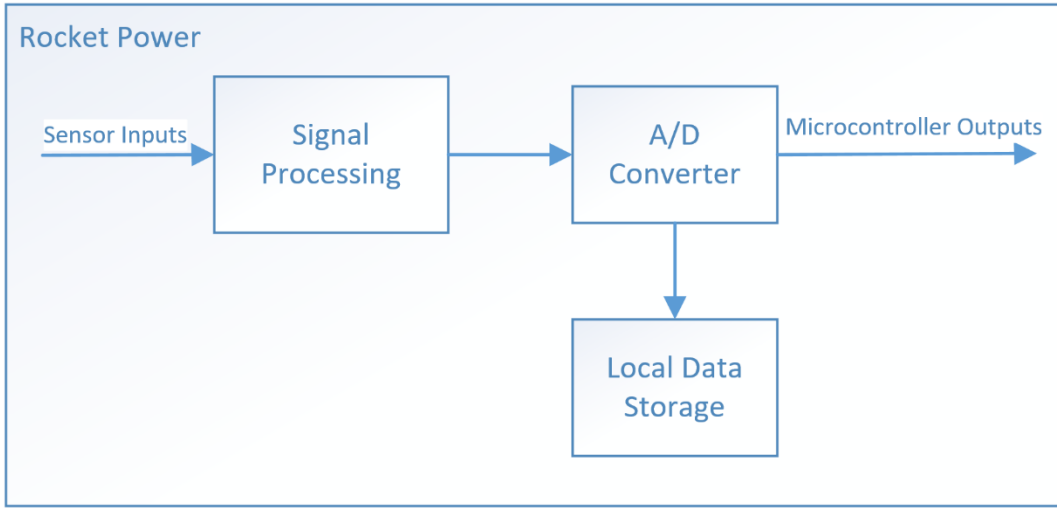 Rocket Power
Sensor Inputs
Signal
Processing
A/D
Converter
Microcontroller Outputs
Local Data
Storage